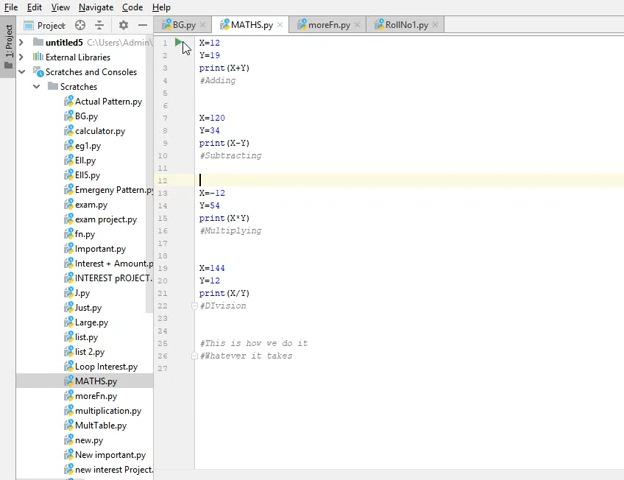 File Edit View Navigate Code Help
1: Project
Project
BG.py MATHS.py moreFn.py RollNo1.py
untitled5 C:\Users\Admin\
External Libraries
Scratches and Consoles
Scratches
Actual Pattern.py
BG.py
calculator.py
eg1.py
Ell.py
Ell5.py
Emergeny Pattern.py
exam.py
exam project.py
fn.py
Important.py
Interest + Amount.p
INTEREST pROJECT.
J.py
Just.py
Large.py
list.py
list 2.py
Loop Interest.py
MATHS.py
moreFn.py
multiplication.py
MultTable.py
new.py
New important.py
new interest Project.
1 X=12
2 Y=19
3 print(X+Y)
4 #Adding
5
6
7 X=120
8 Y=34
9 print(X-Y)
10 #Subtracting
11
12
13 X=-12
14 Y=54
15 print(X*Y)
16 #Multiplying
17
18
19 X=144
20 Y=12
21 print(X/Y)
22 #DIvision
23
24
25 #This is how we do it
26 #Whatever it takes
27